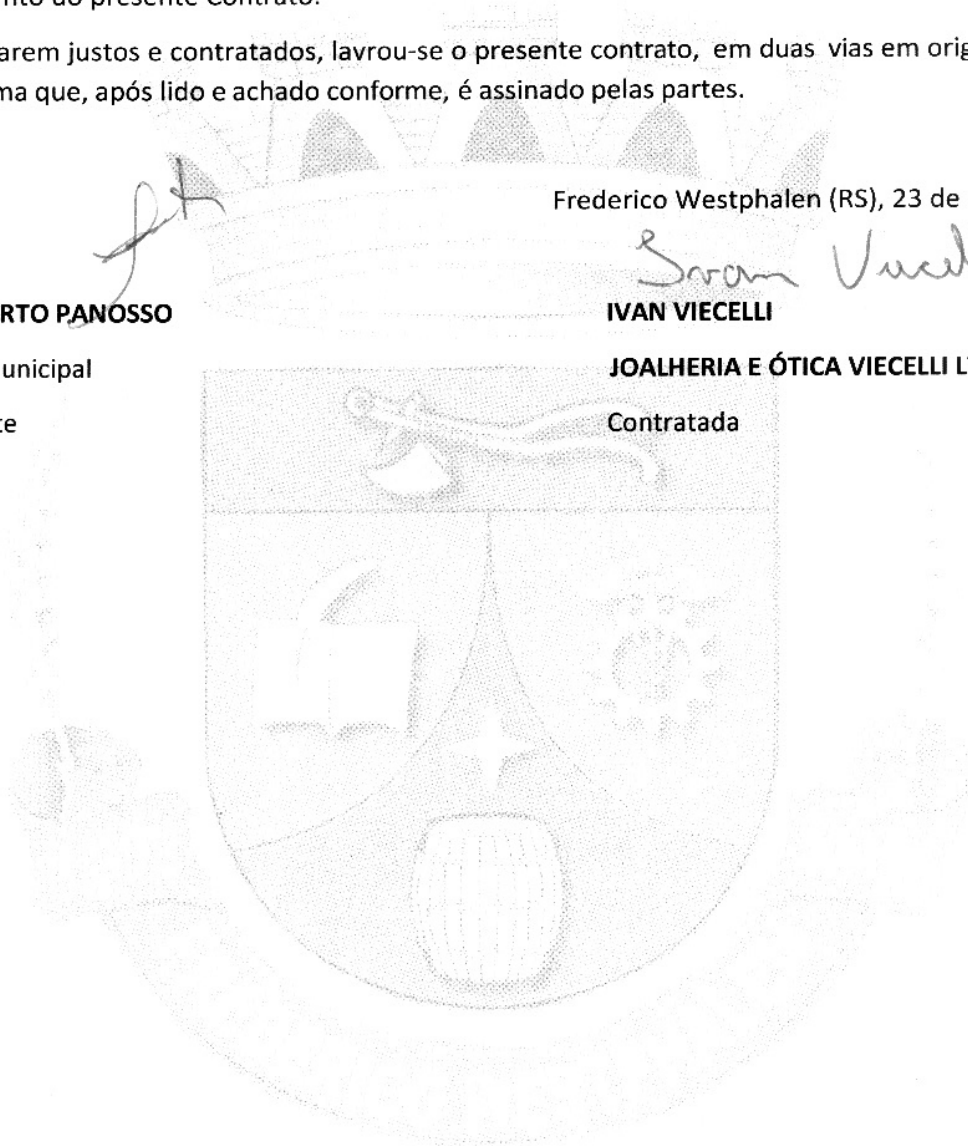 nto do presente Contrato.
arem justos e contratados, lavrou-se o presente contrato, em duas vias em orig
ma que, após lido e achado conforme, é assinado pelas partes.
Frederico Westphalen (RS), 23 de
Ivan Viecel
RTO PANOSSO
IVAN VIECELLI
unicipal
JOALHERIA E ÓTICA VIECELLI L
te
Contratada